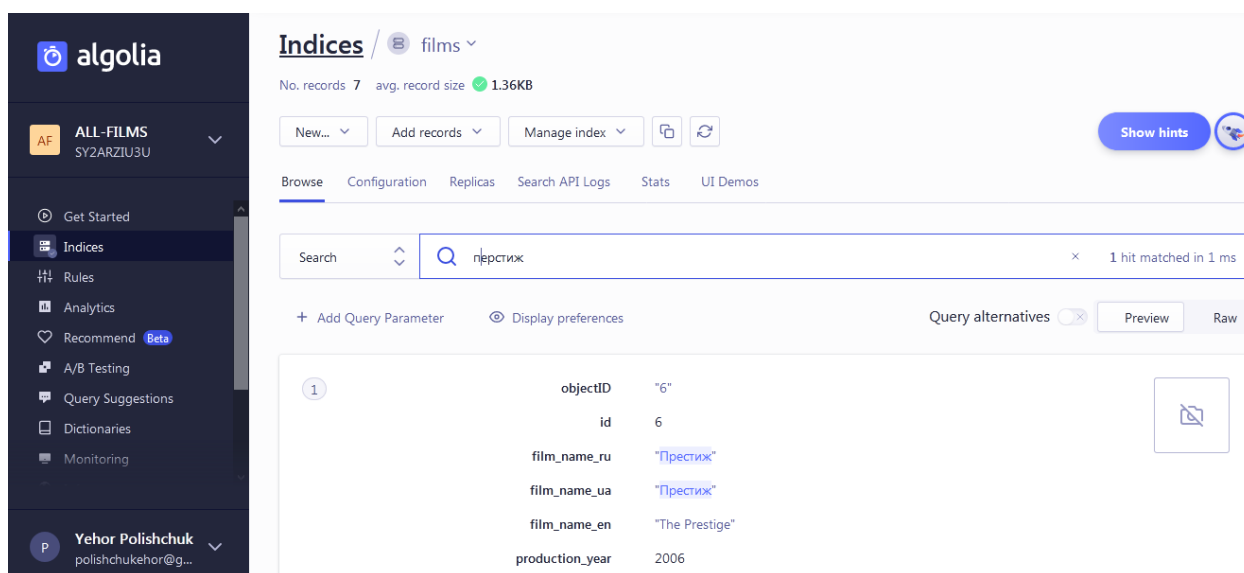 algolia
Indices / films
No. records 7 avg. record size 1.36KB
AF ALL-FILMS
SY2ARZIU3U
New... Add records Manage index Show hints
Browse Configuration Replicas Search API Logs Stats UI Demos
Get Started
Indices
Rules
Analytics
Recommend Beta
A/B Testing
Query Suggestions
Dictionaries
Monitoring
P Yehor Polishchuk
polishchukehor@g...
Search перстиж × 1 hit matched in 1 ms
+ Add Query Parameter Display preferences Query alternatives Preview Raw
1 objectID "6"
id 6
film_name_ru "Престиж"
film_name_ua "Престиж"
film_name_en "The Prestige"
production_year 2006